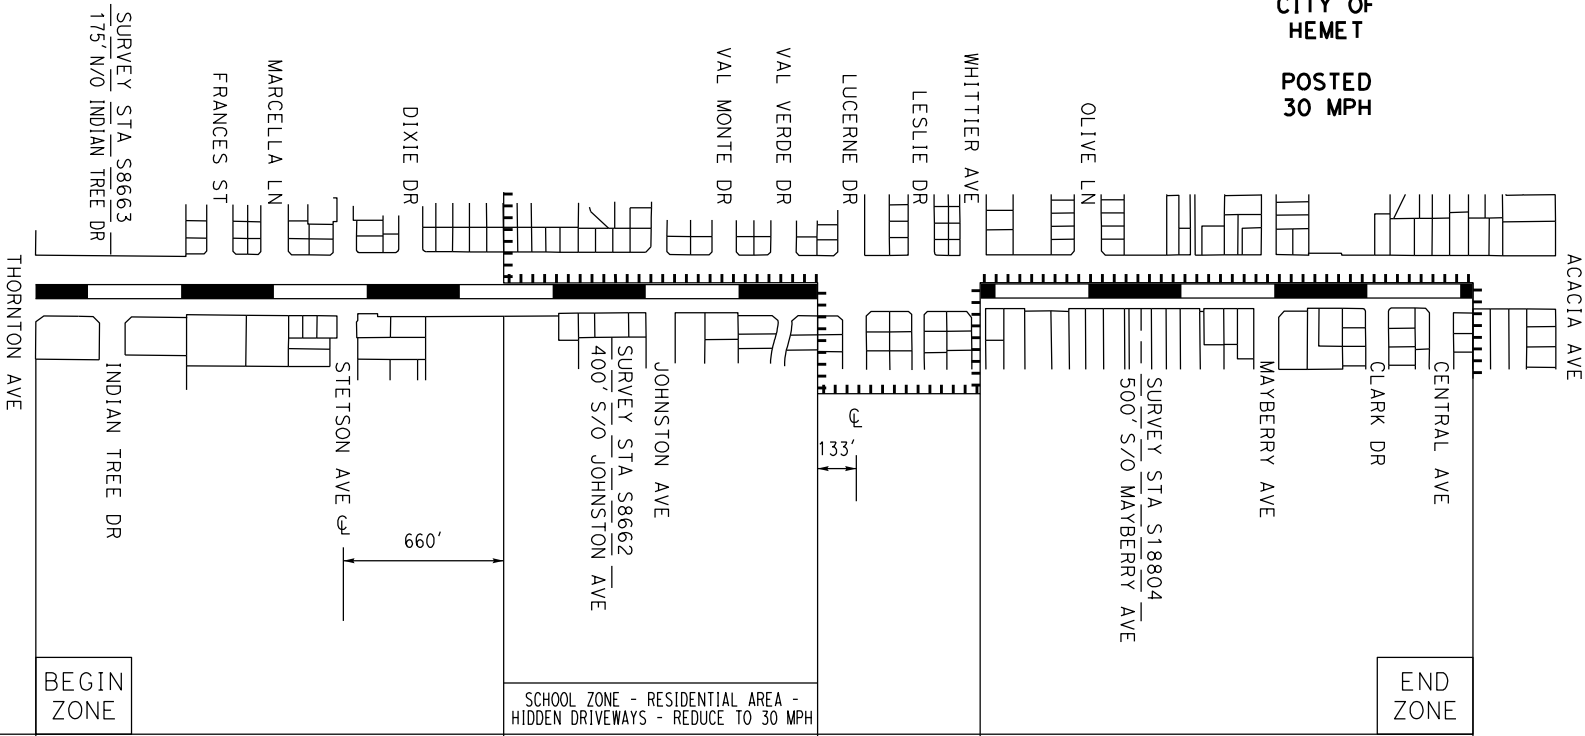 CITY OF
HEMET
POSTED
30 MPH
SURVEY STA S8663
175' N/O INDIAN TREE DR
FRANCES ST
MARCELLA LN
DIXIE DR
VAL MONTE DR
VAL VERDE DR
LUCERNE DR
LESLIE DR
WHITTIER AVE
OLIVE LN
THORNTON AVE
ACACIA AVE
INDIAN TREE DR
STETSON AVE ℄
660'
SURVEY STA S8662
400' S/O JOHNSTON AVE
JOHNSTON AVE
℄
133'
SURVEY STA S18804
500' S/O MAYBERRY AVE
MAYBERRY AVE
CLARK DR
CENTRAL AVE
BEGIN
ZONE
SCHOOL ZONE - RESIDENTIAL AREA -
HIDDEN DRIVEWAYS - REDUCE TO 30 MPH
END
ZONE